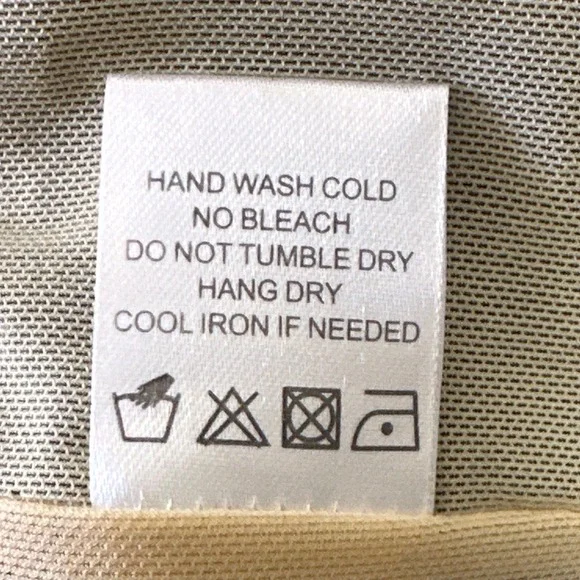 HAND WASH COLD
NO BLEACH
DO NOT TUMBLE DRY
HANG DRY
COOL IRON IF NEEDED